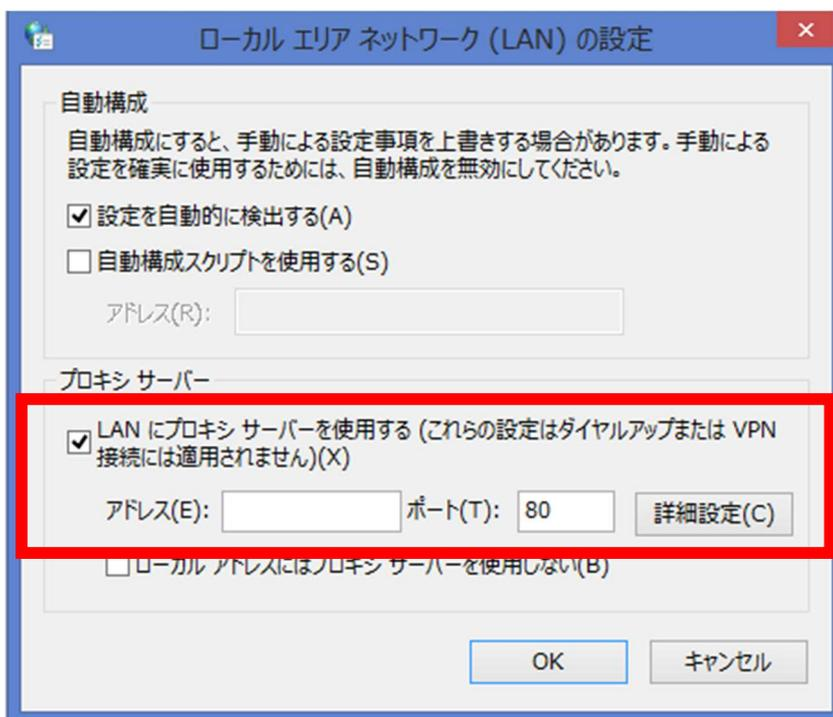 ローカル エリア ネットワーク (LAN) の設定
自動構成
自動構成にすると、手動による設定事項を上書きする場合があります。手動による
設定を確実に使用するためには、自動構成を無効にしてください。
設定を自動的に検出する(A)
自動構成スクリプトを使用する(S)
アドレス(R):
プロキシ サーバー
LAN にプロキシ サーバーを使用する (これらの設定はダイヤルアップまたは VPN
接続には適用されません)(X)
アドレス(E): ポート(T): 80 詳細設定(C)
ローカル アドレスにはプロキシ サーバーを使用しない(B)
OK キャンセル